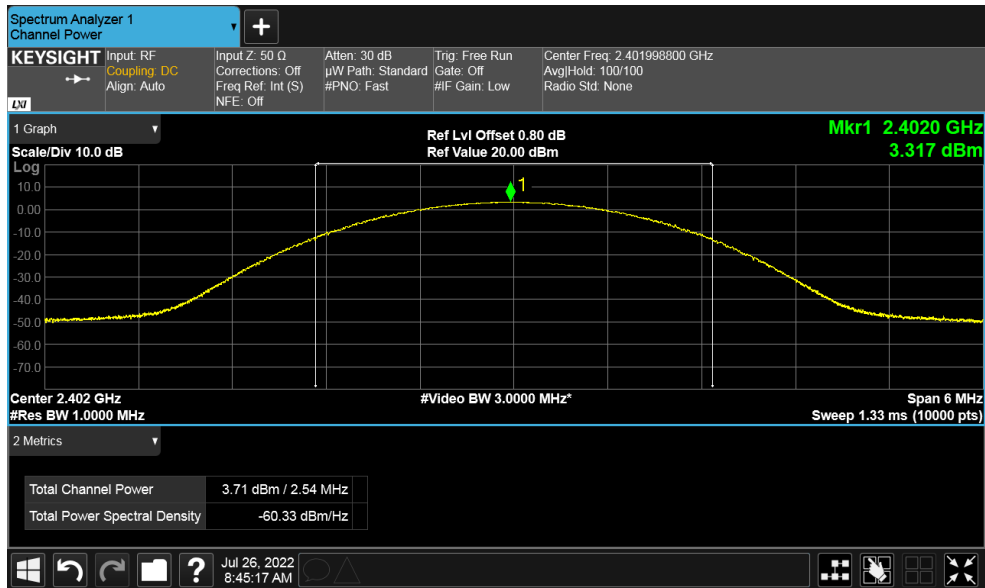 Spectrum Analyzer 1
Channel Power
+
KEYSIGHT
LXI
Input: RF
Coupling: DC
Align: Auto
Input Z: 50 Ω
Corrections: Off
Freq Ref: Int (S)
NFE: Off
Atten: 30 dB
µW Path: Standard
#PNO: Fast
Trig: Free Run
Gate: Off
#IF Gain: Low
Center Freq: 2.401998800 GHz
Avg|Hold: 100/100
Radio Std: None
1 Graph
Scale/Div 10.0 dB
Ref Lvl Offset 0.80 dB
Ref Value 20.00 dBm
Mkr1 2.4020 GHz
3.317 dBm
Log
1
10.0
0.00
-10.0
-20.0
-30.0
-40.0
-50.0
-60.0
-70.0
Center 2.402 GHz
#Res BW 1.0000 MHz
#Video BW 3.0000 MHz*
Span 6 MHz
Sweep 1.33 ms (10000 pts)
2 Metrics
Total Channel Power 3.71 dBm / 2.54 MHz
Total Power Spectral Density -60.33 dBm/Hz
?
Jul 26, 2022
8:45:17 AM